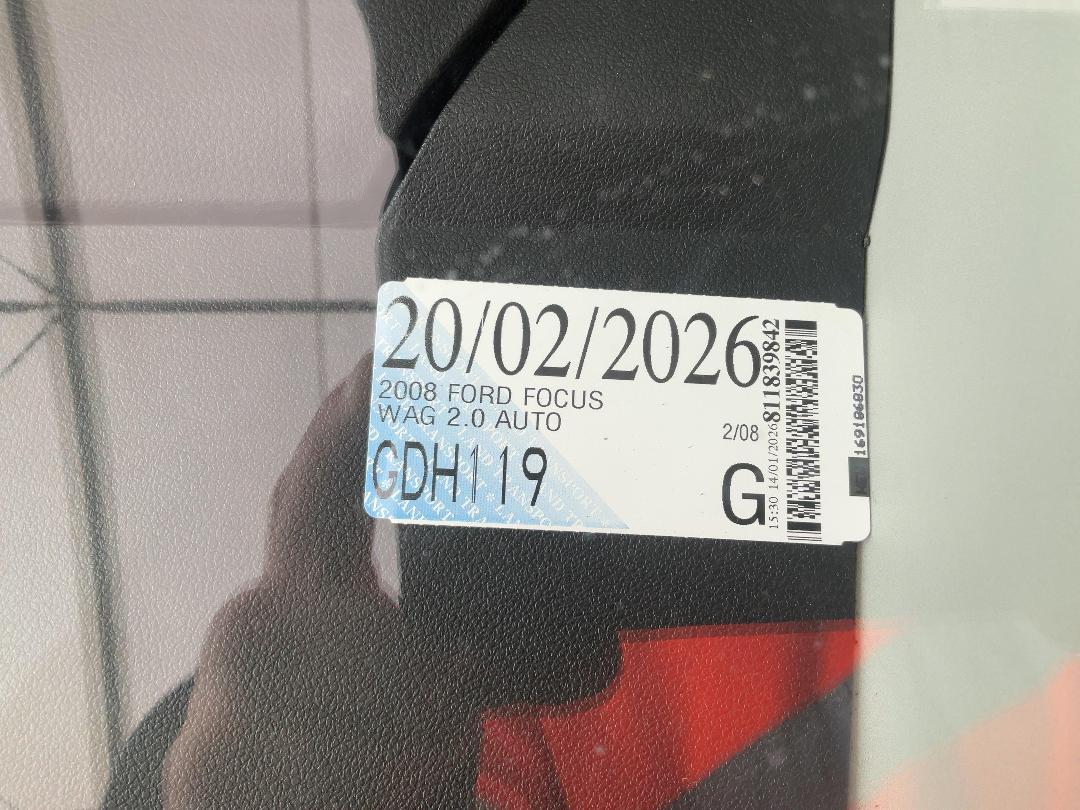 20/02/2026
2008 FORD FOCUS
WAG 2.0 AUTO
GDH119
2/08
G
15:30 14/01/2026
811839842
169186830